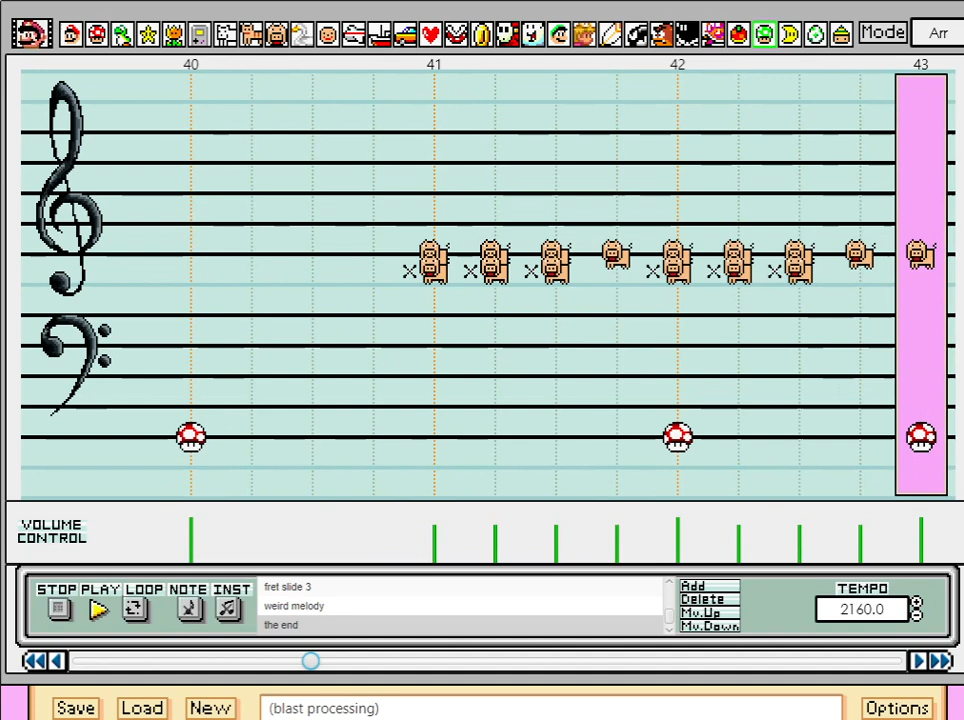 Mode Arr
40 41 42 43
VOLUME
CONTROL
STOP PLAY LOOP NOTE INST
fret slide 3
weird melody
the end
Add
Delete
Mv.Up
Mv.Down
TEMPO
2160.0
Save Load New (blast processing) Options